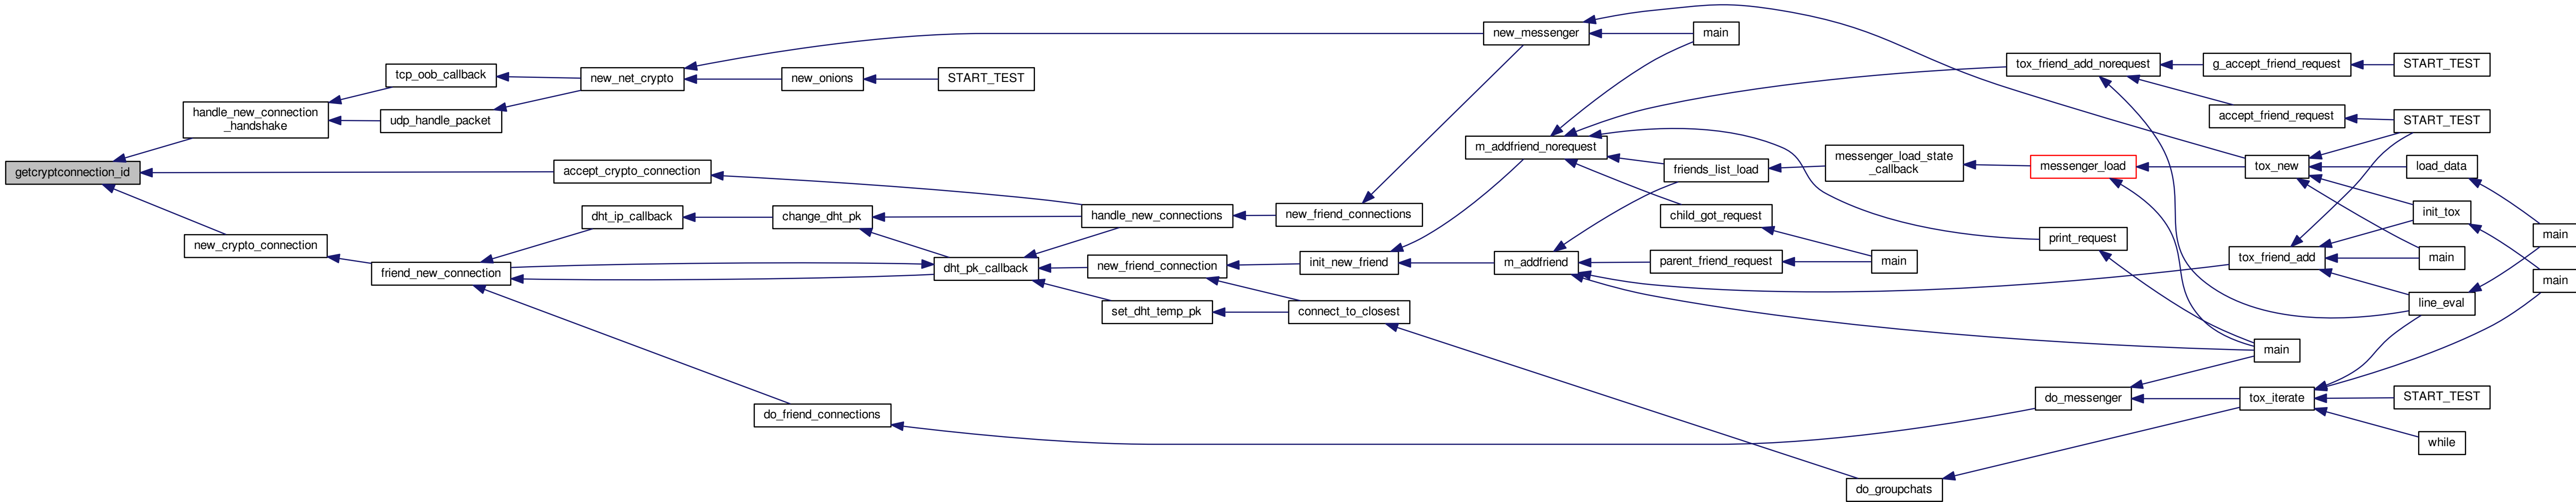 getcryptconnection_id
handle_new_connection
_handshake
new_crypto_connection
tcp_oob_callback
udp_handle_packet
friend_new_connection
accept_crypto_connection
dht_ip_callback
new_net_crypto
new_onions
change_dht_pk
do_friend_connections
START_TEST
dht_pk_callback
handle_new_connections
new_friend_connection
set_dht_temp_pk
new_friend_connections
init_new_friend
connect_to_closest
new_messenger
m_addfriend_norequest
m_addfriend
main
friends_list_load
child_got_request
parent_friend_request
messenger_load_state
_callback
main
do_groupchats
tox_friend_add_norequest
messenger_load
print_request
do_messenger
g_accept_friend_request
accept_friend_request
tox_new
tox_friend_add
main
tox_iterate
START_TEST
START_TEST
load_data
init_tox
main
line_eval
START_TEST
while
main
main